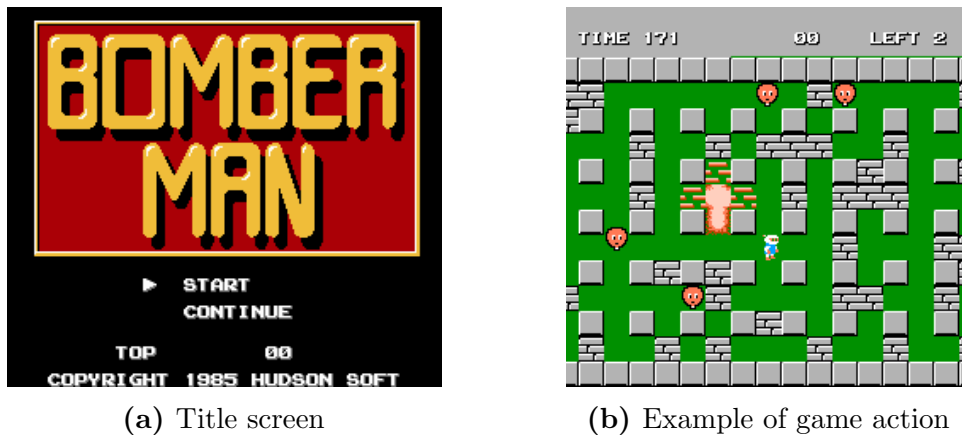 BOMBER
MAN
START
CONTINUE
TOP 00
COPYRIGHT 1985 HUDSON SOFT
(a) Title screen
TIME 171 00 LEFT 2
(b) Example of game action